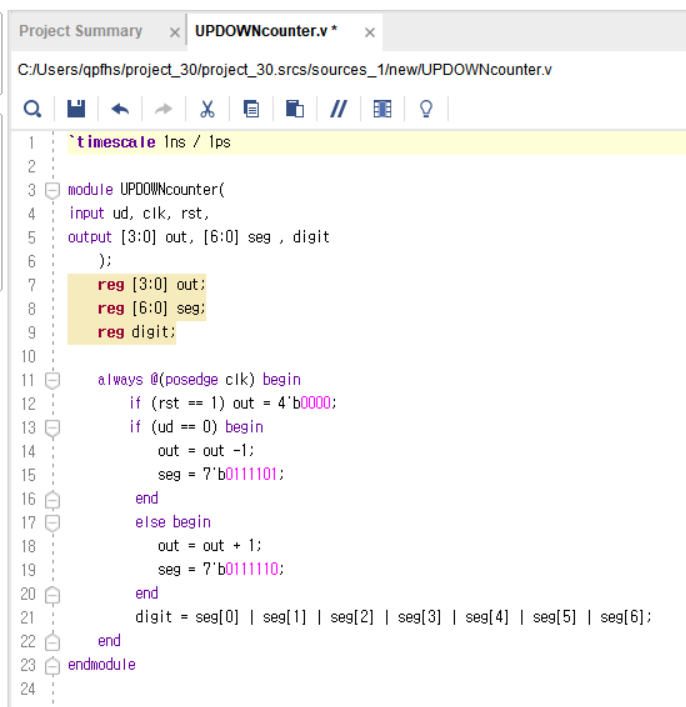 Project Summary × UPDOWNcounter.v * ×
C:/Users/qpfhs/project_30/project_30.srcs/sources_1/new/UPDOWNcounter.v
1 `timescale 1ns / 1ps
2
3 module UPDOWNcounter(
4 input ud, clk, rst,
5 output [3:0] out, [6:0] seg , digit
6 );
7 reg [3:0] out;
8 reg [6:0] seg;
9 reg digit;
10
11 always @(posedge clk) begin
12 if (rst == 1) out = 4'b0000;
13 if (ud == 0) begin
14 out = out -1;
15 seg = 7'b0111101;
16 end
17 else begin
18 out = out + 1;
19 seg = 7'b0111110;
20 end
21 digit = seg[0] | seg[1] | seg[2] | seg[3] | seg[4] | seg[5] | seg[6];
22 end
23 endmodule
24